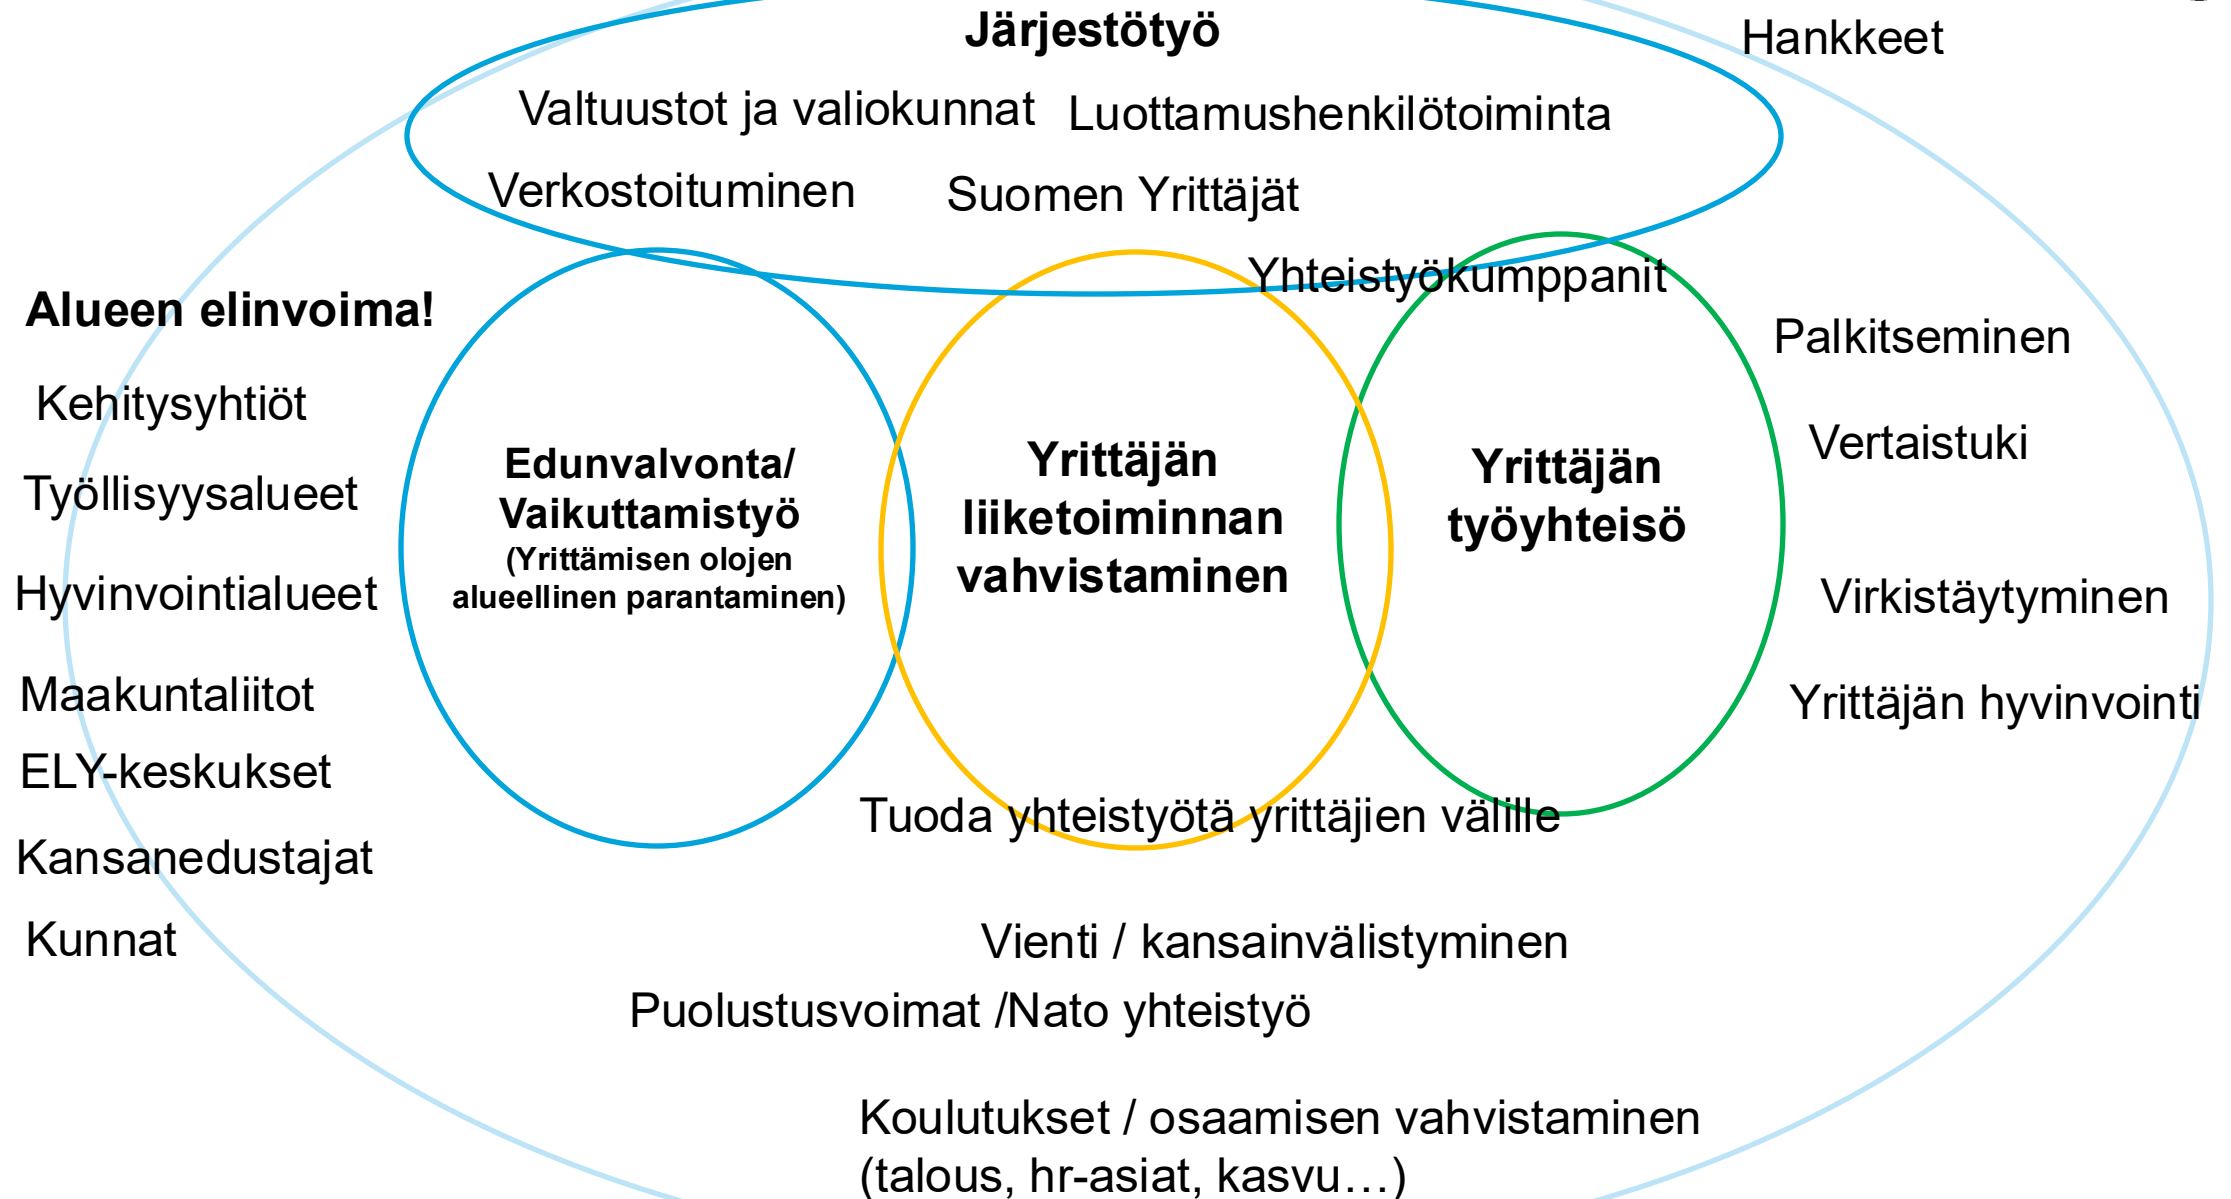 Järjestötyö
Hankkeet
Valtuustot ja valiokunnat
Luottamushenkilötoiminta
Verkostoituminen
Suomen Yrittäjät
Yhteistyökumppanit
Alueen elinvoima!
Kehitysyhtiöt
Työllisyysalueet
Hyvinvointialueet
Maakuntaliitot
ELY-keskukset
Kansanedustajat
Kunnat
Edunvalvonta/
Vaikuttamistyö
(Yrittämisen olojen
alueellinen parantaminen)
Yrittäjän
liiketoiminnan
vahvistaminen
Yrittäjän
työyhteisö
Palkitseminen
Vertaistuki
Virkistäytyminen
Yrittäjän hyvinvointi
Tuoda yhteistyötä yrittäjien välille
Vienti / kansainvälistyminen
Puolustusvoimat /Nato yhteistyö
Koulutukset / osaamisen vahvistaminen
(talous, hr-asiat, kasvu…)